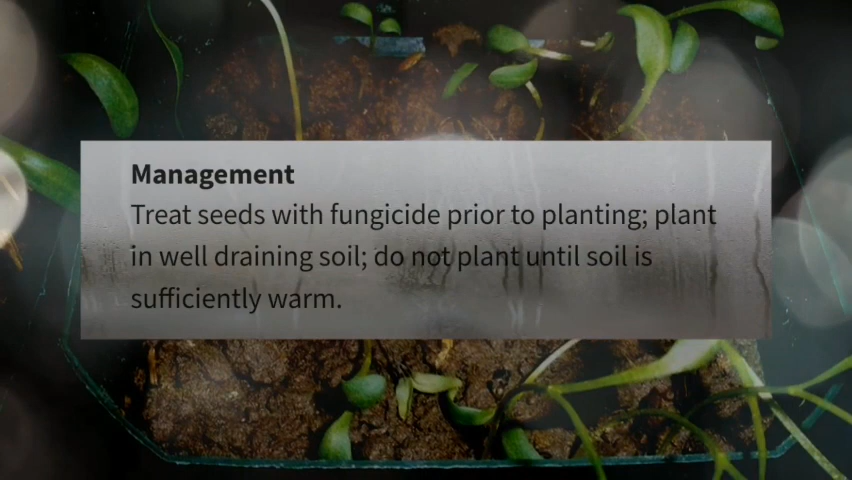 Management
Treat seeds with fungicide prior to planting; plant
in well draining soil; do not plant until soil is
sufficiently warm.